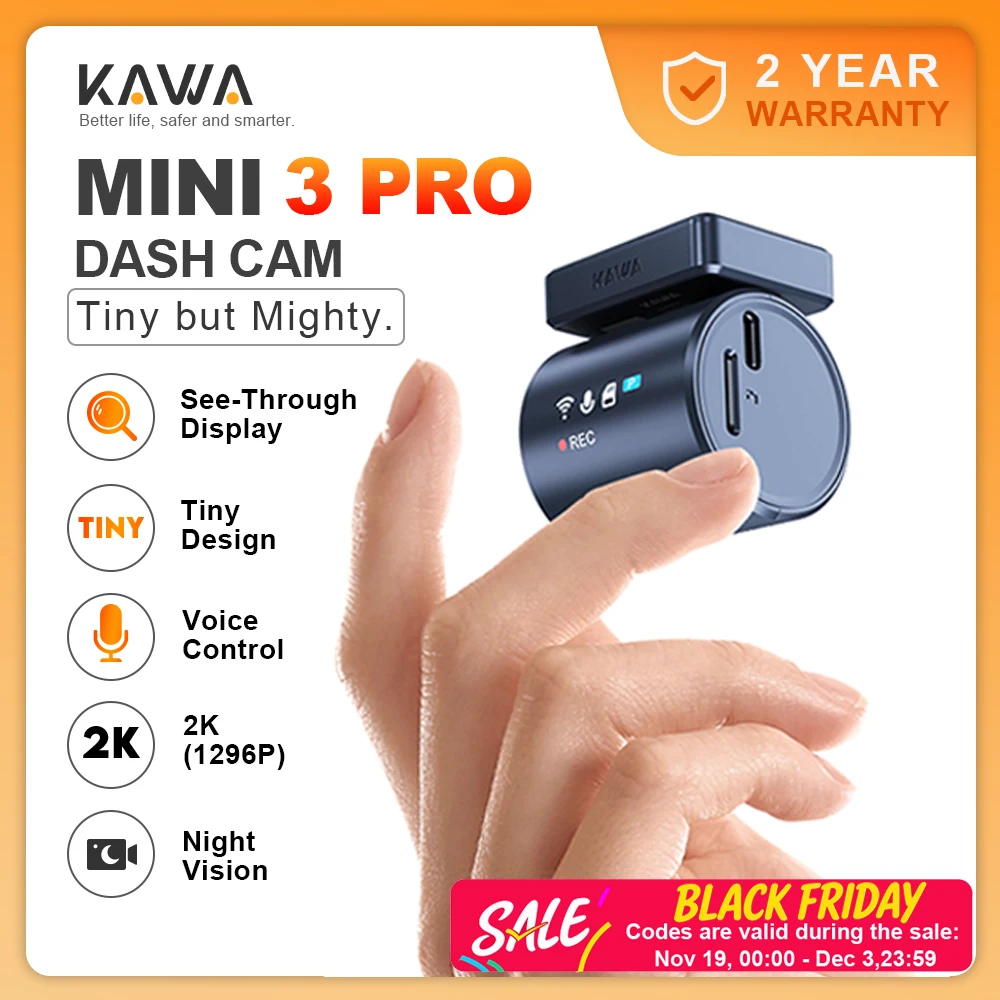 KAWA
Better life, safer and smarter.
2 YEAR
WARRANTY
MINI 3 PRO
DASH CAM
Tiny but Mighty.
KAWA
KAWA
P
REC
See-Through
Display
TINY
Tiny
Design
Voice
Control
2K
2K
(1296P)
Night
Vision
SALE
BLACK FRIDAY
Codes are valid during the sale:
Nov 19, 00:00 - Dec 3,23:59